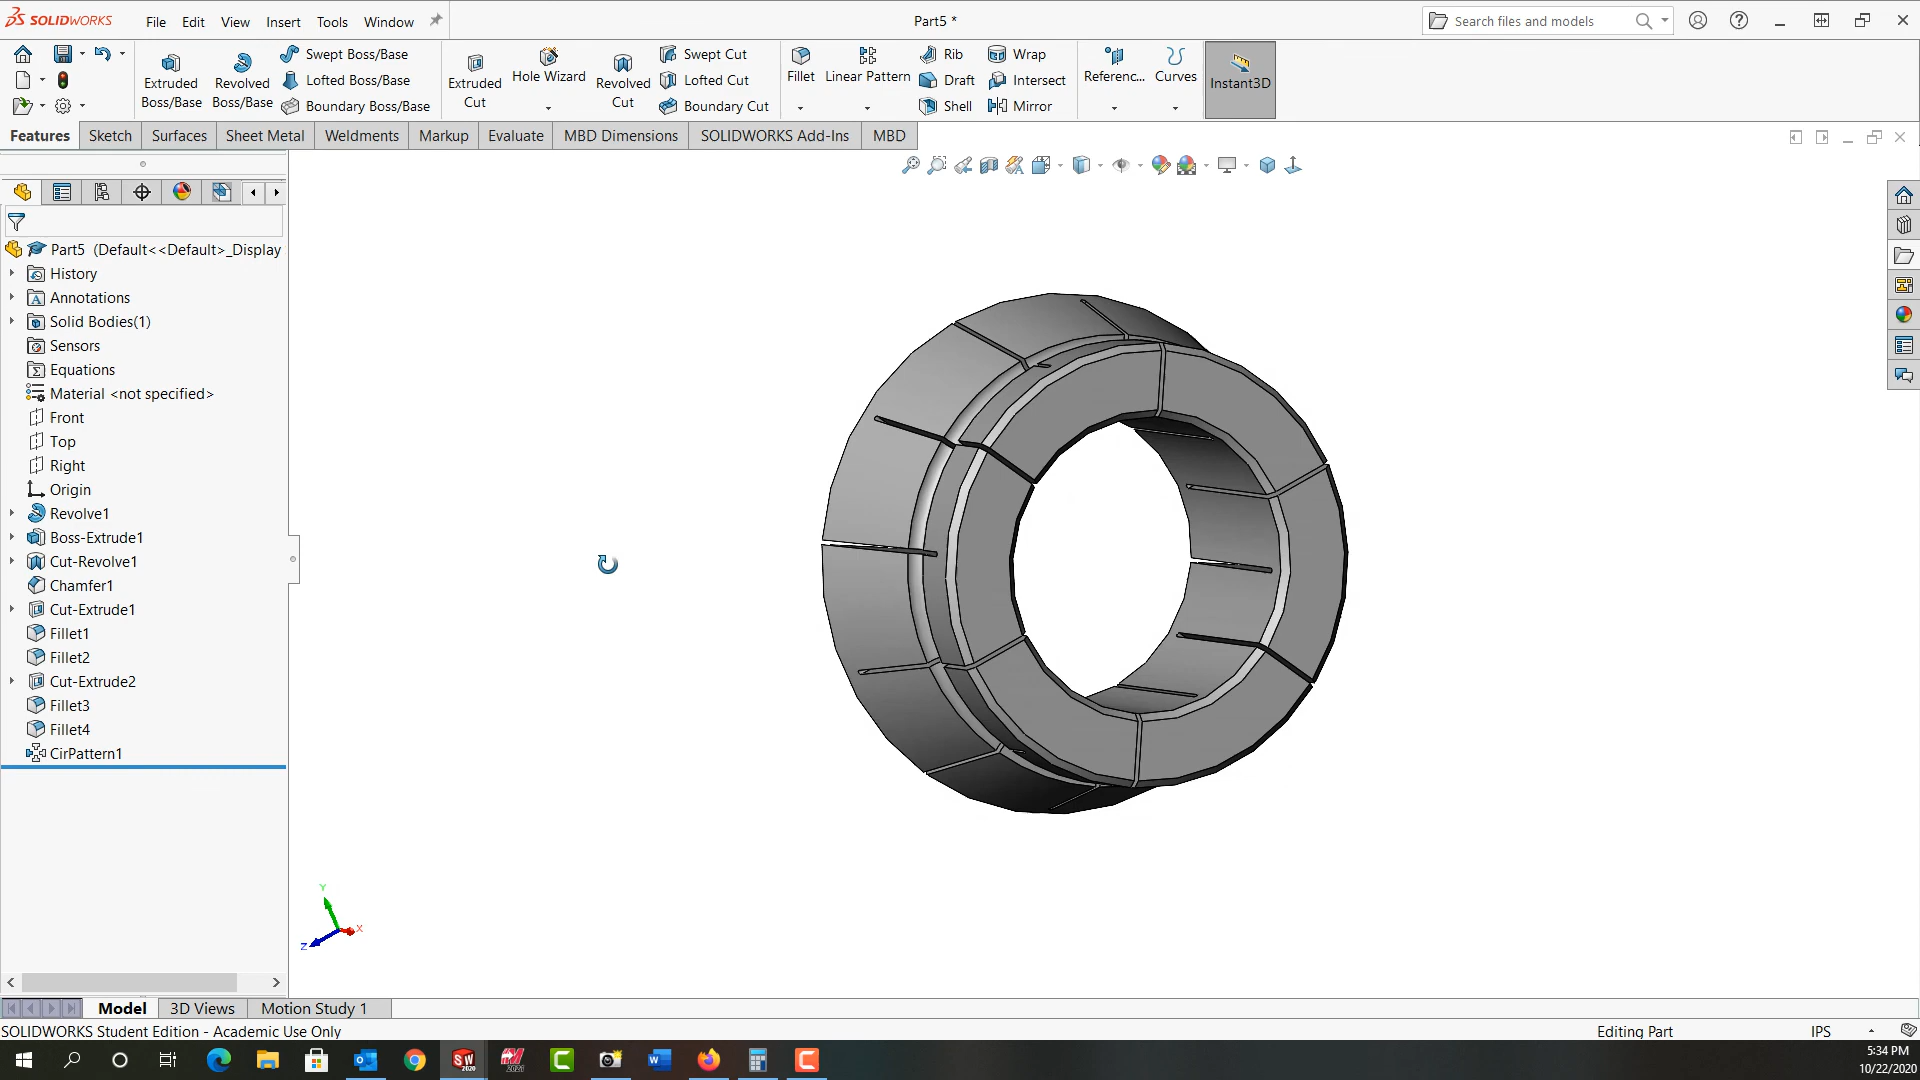 SOLIDWORKS File Edit View Insert Tools Window Part5 * Search files and models
Extruded Boss/Base
Revolved Boss/Base
Swept Boss/Base
Lofted Boss/Base
Boundary Boss/Base
Extruded Cut
Hole Wizard
Revolved Cut
Swept Cut
Lofted Cut
Boundary Cut
Fillet
Linear Pattern
Rib
Draft
Shell
Wrap
Intersect
Mirror
Referenc...
Curves
Instant3D
Features Sketch Surfaces Sheet Metal Weldments Markup Evaluate MBD Dimensions SOLIDWORKS Add-Ins MBD
Part5 (Default<<Default>_Display
History
Annotations
Solid Bodies(1)
Sensors
Equations
Material <not specified>
Front
Top
Right
Origin
Revolve1
Boss-Extrude1
Cut-Revolve1
Chamfer1
Cut-Extrude1
Fillet1
Fillet2
Cut-Extrude2
Fillet3
Fillet4
CirPattern1
Y
X
Z
Model 3D Views Motion Study 1
SOLIDWORKS Student Edition - Academic Use Only Editing Part IPS
5:34 PM
10/22/2020